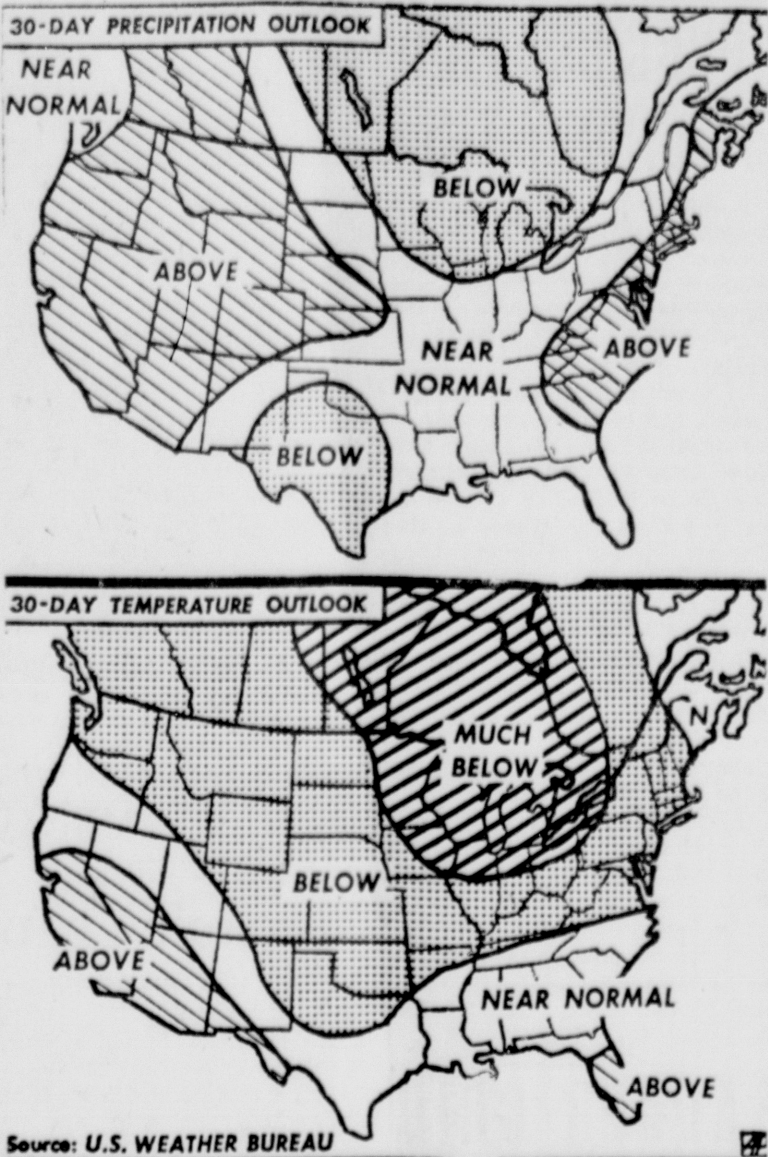 30-DAY PRECIPITATION OUTLOOK
NEAR
NORMAL
BELOW
ABOVE
NEAR
NORMAL
ABOVE
BELOW
30-DAY TEMPERATURE OUTLOOK
N
MUCH
BELOW
BELOW
ABOVE
NEAR NORMAL
ABOVE
Source: U.S. WEATHER BUREAU